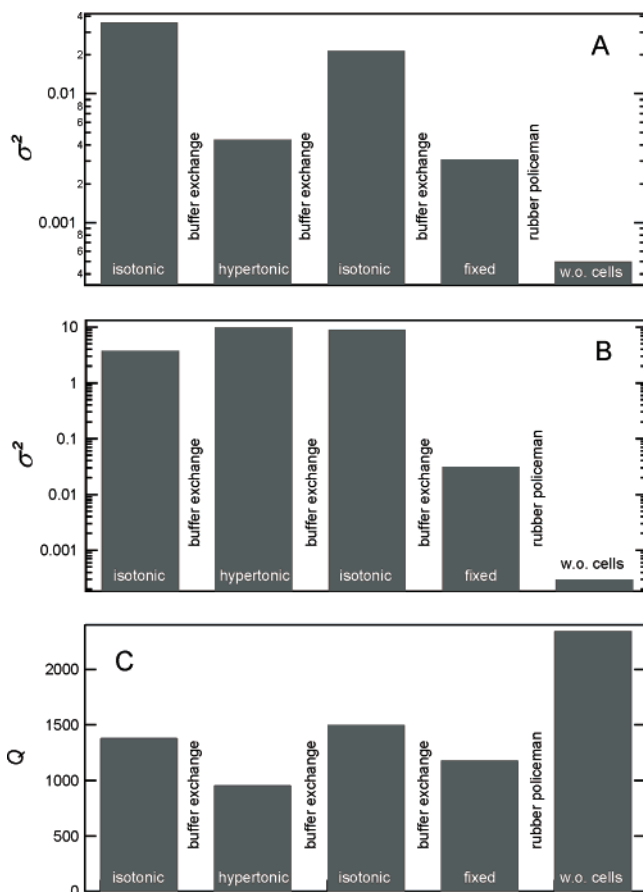 A
4
2
0.01
8
6
4
2
0.001
8
6
4
σ²
isotonic
buffer exchange
hypertonic
buffer exchange
isotonic
buffer exchange
fixed
rubber policeman
w.o. cells
B
10
1
0.1
0.01
0.001
σ²
isotonic
buffer exchange
hypertonic
buffer exchange
isotonic
buffer exchange
fixed
rubber policeman
w.o. cells
C
2000
1500
1000
500
0
Q
isotonic
buffer exchange
hypertonic
buffer exchange
isotonic
buffer exchange
fixed
rubber policeman
w.o. cells